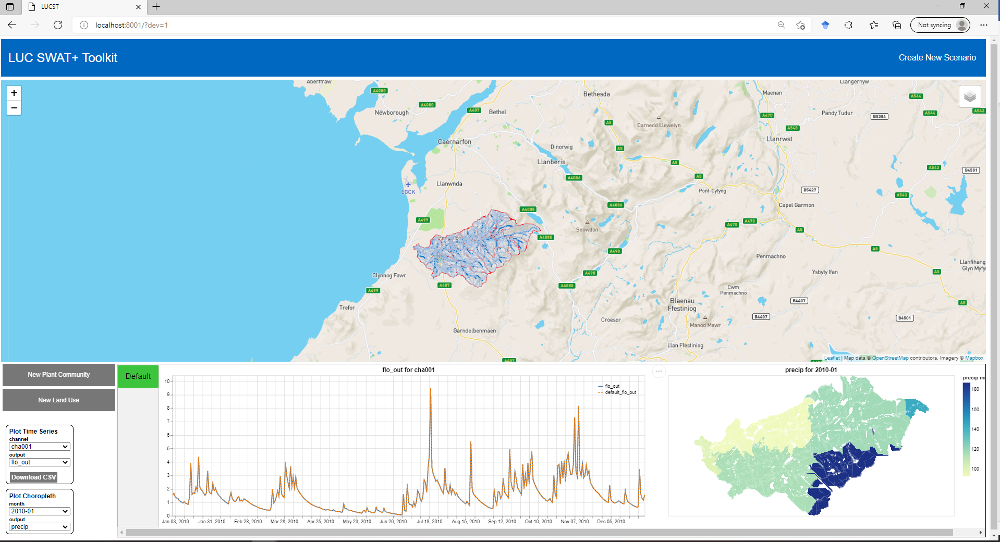 LUCST
localhost:8001/?dev=1
Not syncing
LUC SWAT+ Toolkit
Create New Scenario
+
−
Aberffraw
A4080
Newborough
A4080
A487
Bethel
Bethesda
A5
Carnedd Llewelyn
Maenan
A470
A548
Llanrwst
Llangernyw
A544
Pandy Tudur
B5384
A544
A543
Caernarfon
Dinorwig
Llanberis
A5
A5
A5
A4086
A543
B4501
EGCK
Llanwnda
Pont-Cyfyng
B5427
A543
A4086
Capel Garmon
A499
A4085
Snowdon
A470
A470
A5
A4085
A498
A5
Penmachno
Llanfihang
Glyn Myfy
Clynnog Fawr
A487
A498
Ysbyty Ifan
A5
A499
A4085
Cwm
Penmachno
Trefor
Blaenau
Ffestiniog
B4407
A5
B4407
B4501
Croesor
Manod Mawr
Garndolbenmaen
Llan Ffestiniog
A487
Leaflet | Map data © OpenStreetMap contributors, Imagery © Mapbox
New Plant Community
New Land Use
Plot Time Series
channel
cha001
output
flo_out
Download CSV
Plot Choropleth
month
2010-01
output
precip
Default
flo_out for cha001
flo_out
default_flo_out
10
9
8
7
6
5
4
3
2
1
0
Jan 03, 2010 Jan 31, 2010 Feb 28, 2010 Mar 28, 2010 Apr 25, 2010 May 23, 2010 Jun 20, 2010 Jul 18, 2010 Aug 15, 2010 Sep 12, 2010 Oct 10, 2010 Nov 07, 2010 Dec 05, 2010
precip for 2010-01
precip m
180
160
140
120
100